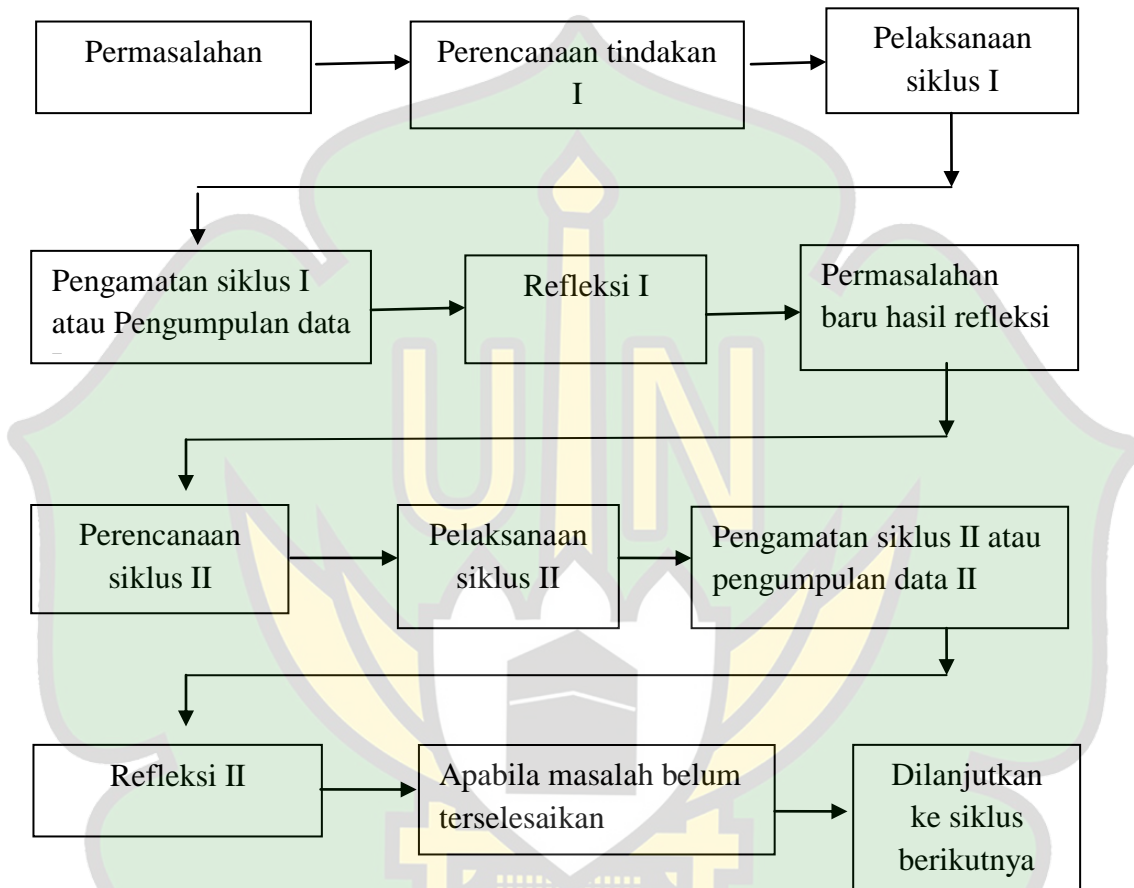 Permasalahan
Perencanaan tindakan
I
Pelaksanaan
siklus I
Pengamatan siklus I
atau Pengumpulan data
Refleksi I
Permasalahan
baru hasil refleksi
Perencanaan
siklus II
Pelaksanaan
siklus II
Pengamatan siklus II atau
pengumpulan data II
Refleksi II
Apabila masalah belum
terselesaikan
Dilanjutkan
ke siklus
berikutnya
UIN